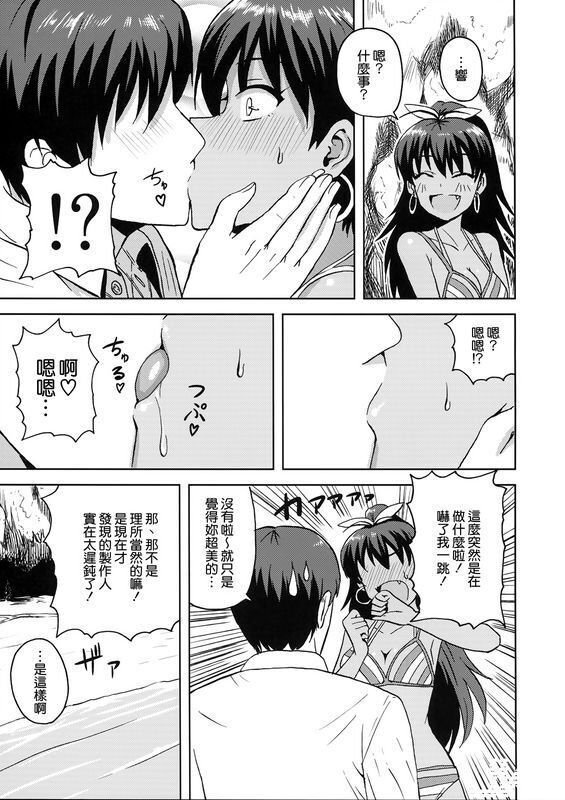 …響
嗯？
什麼事？
ちゅ♡
!?
嗯？
嗯嗯!?
つぷ♡
ちゅる♡
啊♡
嗯嗯…
這麼突然是在
做什麼啦！
嚇了我一跳！
カァァァァ
沒有啦～就只是
覺得妳超美的…
那、那不是
理所當然的嘛！
是現在才
發現的製作人
實在太遲鈍了！
ザァ…
…是這樣啊